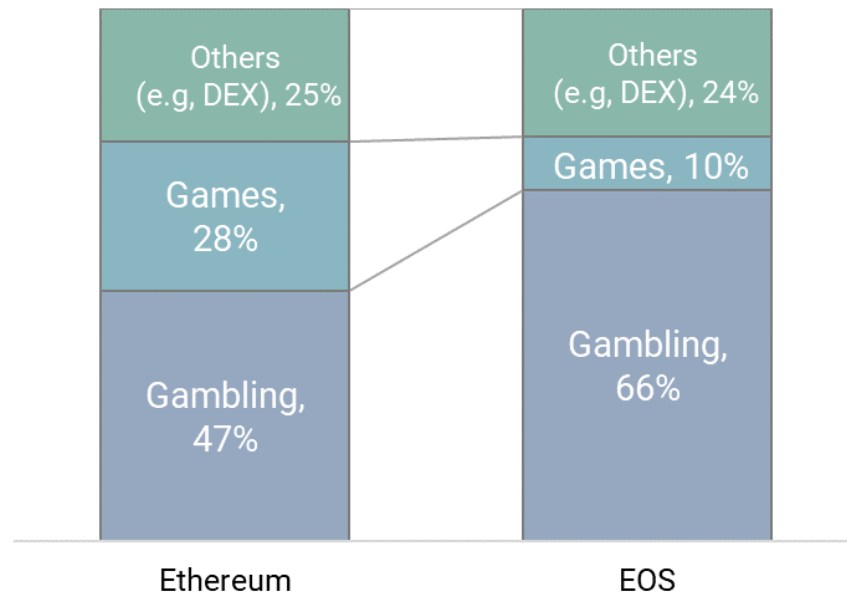 Others
(e.g, DEX), 25%
Games,
28%
Gambling,
47%
Ethereum
Others
(e.g, DEX), 24%
Games, 10%
Gambling,
66%
EOS